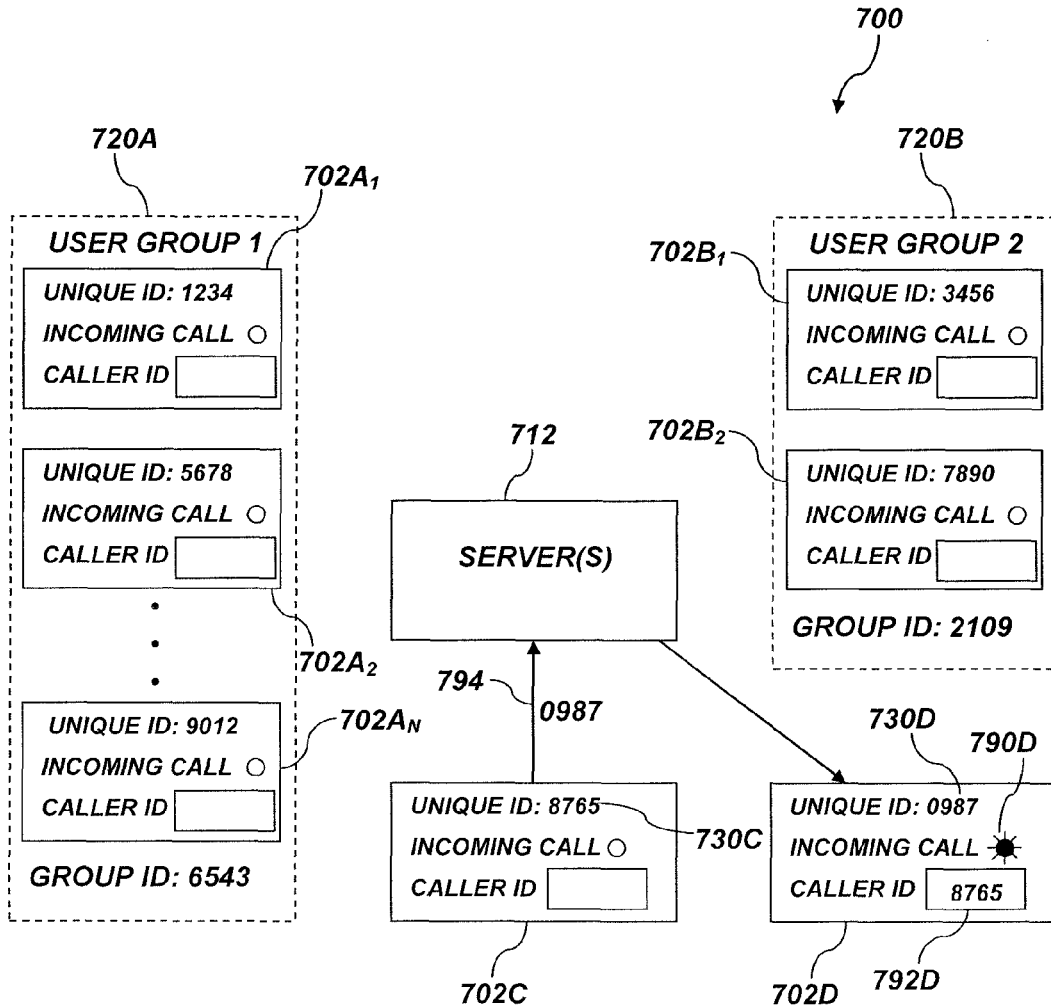 700
720A
702A₁
USER GROUP 1
UNIQUE ID: 1234
INCOMING CALL
CALLER ID
UNIQUE ID: 5678
INCOMING CALL
CALLER ID
702A₂
UNIQUE ID: 9012
702Aₙ
INCOMING CALL
CALLER ID
GROUP ID: 6543
720B
USER GROUP 2
702B₁
UNIQUE ID: 3456
INCOMING CALL
CALLER ID
702B₂
UNIQUE ID: 7890
INCOMING CALL
CALLER ID
GROUP ID: 2109
712
SERVER(S)
794
0987
UNIQUE ID: 8765
730C
INCOMING CALL
CALLER ID
702C
730D
790D
UNIQUE ID: 0987
INCOMING CALL
CALLER ID 8765
792D
702D